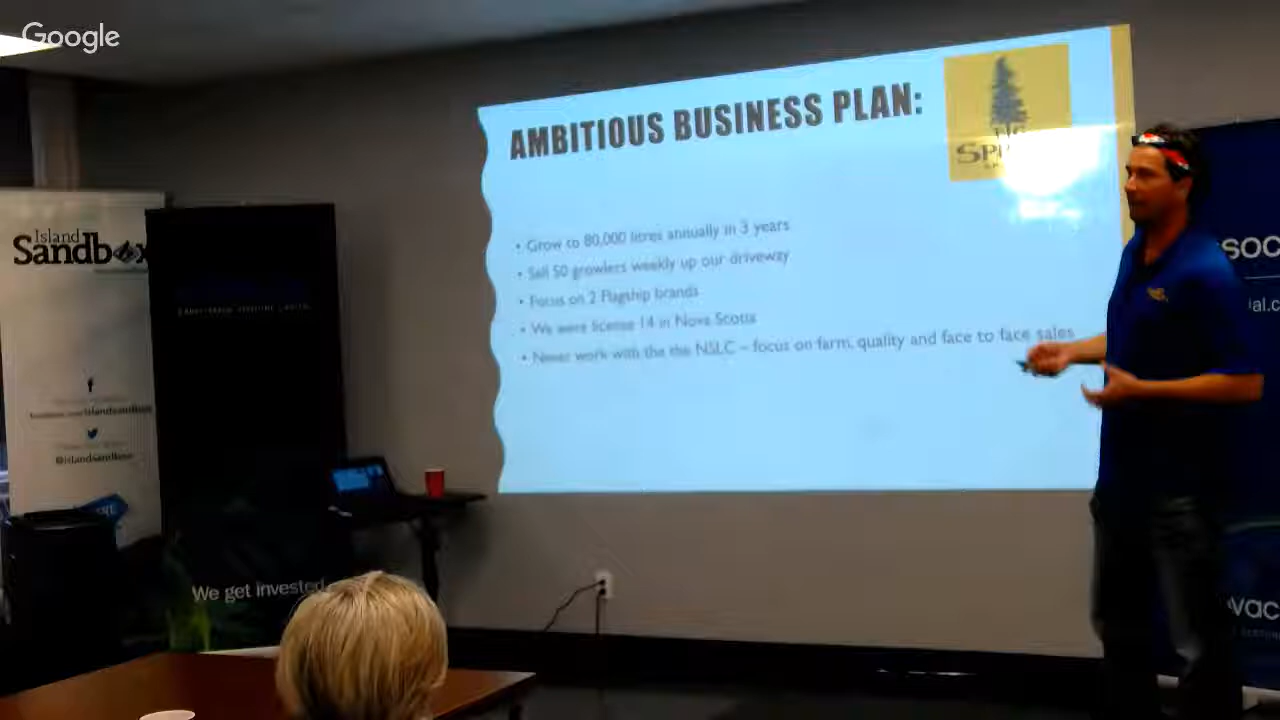 Google
AMBITIOUS BUSINESS PLAN:
• Grow to 80,000 litres annually in 3 years
• Sell 50 growlers weekly up our driveway
• Focus on 2 Flagship brands
• We were license 14 in Nova Scotia
• Never work with the the NSLC – focus on farm, quality and face to face sales
Island
Sandbox
@islandsandbox
We get invested